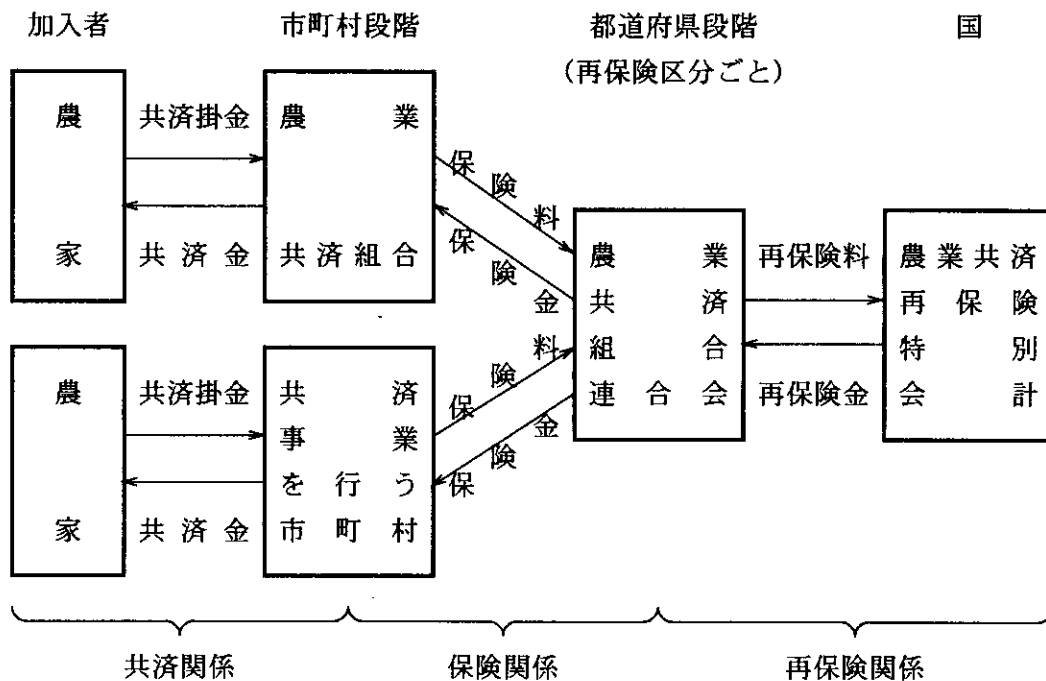 加入者
市町村段階
都道府県段階
(再保険区分ごと)
国
農家
共済掛金
共済金
農業
共済組合
保険料
保険金
農家
共済掛金
共済金
共済
事業
を行う
市町村
保険料
保険金
農業
共済
組合
連合会
再保険料
再保険金
農業共済
再保険
特別
会計
共済関係
保険関係
再保険関係